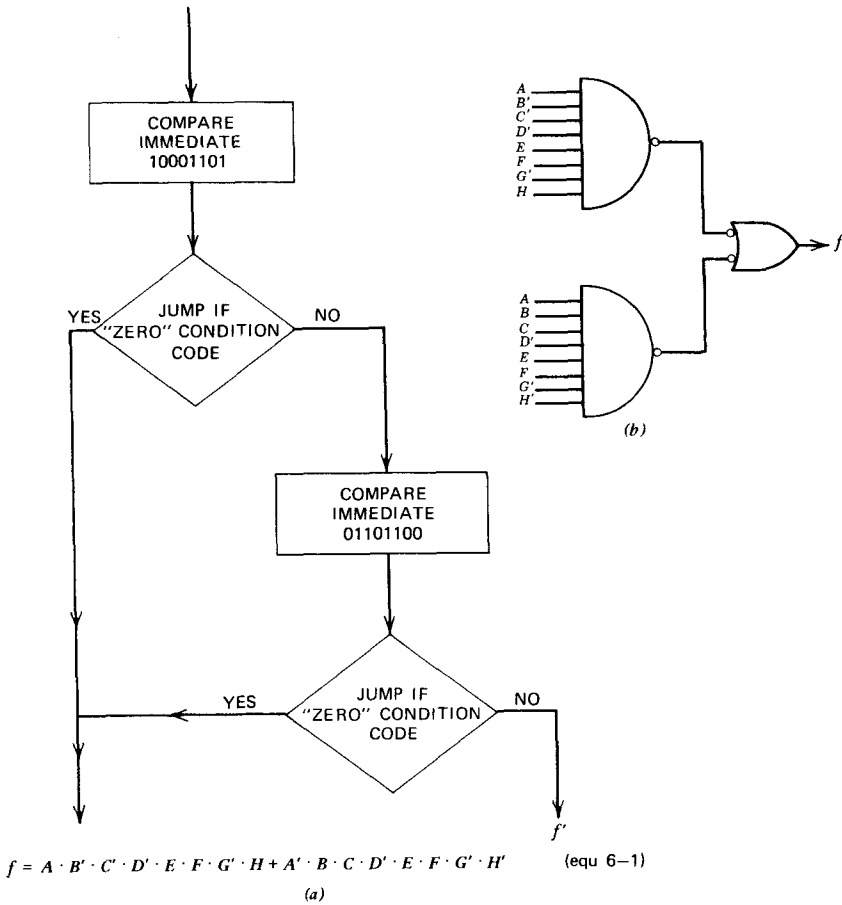 COMPARE
IMMEDIATE
10001101
JUMP IF
"ZERO" CONDITION
CODE
YES
NO
COMPARE
IMMEDIATE
01101100
JUMP IF
"ZERO" CONDITION
CODE
YES
NO
f'
f = A · B' · C' · D' · E · F · G' · H + A' · B · C · D' · E · F · G' · H' (equ 6–1)
(a)
A
B'
C'
D'
E
F
G'
H
f
A
B
C
D'
E
F
G'
H'
(b)